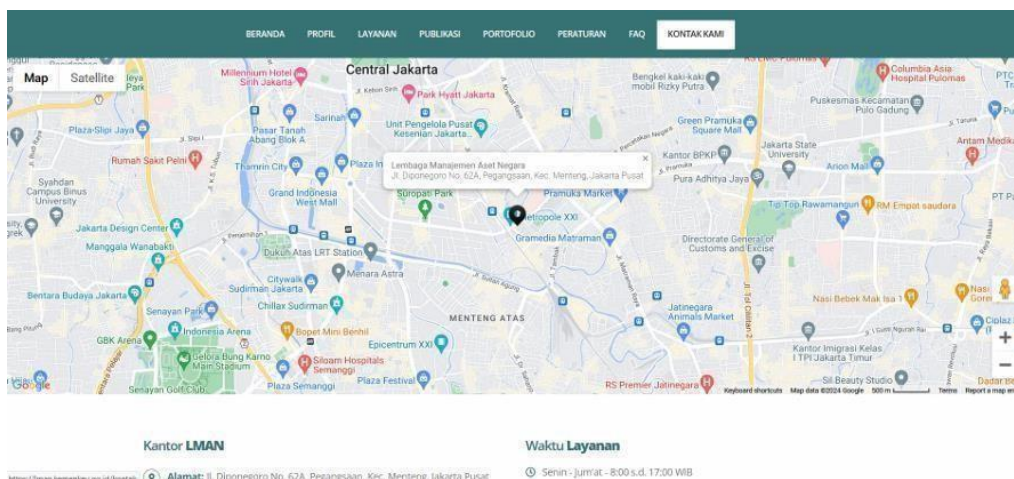 BERANDA PROFIL LAYANAN PUBLIKASI PORTOFOLIO PERATURAN FAQ KONTAK KAMI
Map Satellite
Central Jakarta
Millennium Hotel
Sirih Jakarta
Park Hyatt Jakarta
Bengkel kaki-kaki
mobil Rizky Putra
Columbia Asia
Hospital Pulomas
Puskesmas Kecamatan
Pulo Gadung
Plaza-Slipi Jaya
Sarinah
Pasar Tanah
Abang Blok A
Unit Pengelola Pusat
Kesenian Jakarta...
Green Pramuka
Square Mall
Antam Medika
Jakarta State
University
Rumah Sakit Pelni
Thamrin City
Plaza In
Lembaga Manajemen Aset Negara
Jl. Diponegoro No. 62A, Pegangsaan, Kec. Menteng, Jakarta Pusat
Kantor BPKP
Arion Mall
Pura Adhitya Jaya
Syahdan
Campus Binus
University
Grand Indonesia
West Mall
Suropati Park
Pramuka Market
Tip Top Rawamangun
RM Empat saudara
Metropole XXI
Jakarta Design Center
Gramedia Matraman
Directorate General of
Customs and Excise
Manggala Wanabakti
Dukuh Atas LRT Station
Menara Astra
Jl. Sultan Agung
Citywalk
Sudirman Jakarta
Bentara Budaya Jakarta
Chillax Sudirman
Jatinegara
Animals Market
Nasi Bebek Mak Isa 1
Senayan Park
MENTENG ATAS
Indonesia Arena
GBK Arena
Bopet Mini Benhil
Epicentrum XXI
Kantor Imigrasi Kelas
I TPI Jakarta Timur
Gelora Bung Karno
Main Stadium
Siloam
Hospitals
Semanggi
Sil Beauty Studio
Google
Senayan Golf Club
Plaza Semanggi
Plaza Festival
RS Premier Jatinegara
Keyboard shortcuts Map data ©2024 Google 500 m Terms Report a map
Kantor LMAN
Waktu Layanan
Alamat: Jl. Diponegoro No. 62A, Pegangsaan, Kec. Menteng, Jakarta Pusat
Senin - Jum'at - 8:00 s.d. 17:00 WIB